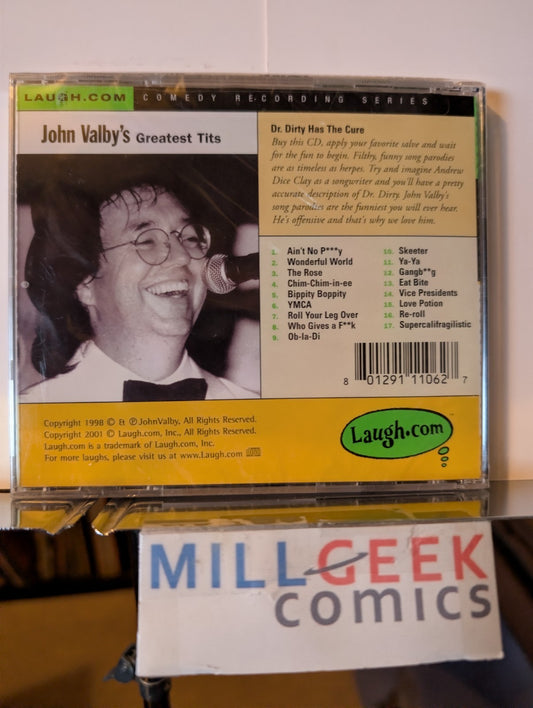 LAUGH.COM COMEDY RECORDING SERIES
John Valby's Greatest Tits
Dr. Dirty Has The Cure
Buy this CD, apply your favorite salve and wait
for the fun to begin. Filthy, funny song parodies
are as timeless as herpes. Try and imagine Andrew
Dice Clay as a songwriter and you'll have a pretty
accurate description of Dr. Dirty. John Valby's
song parodies are the funniest you will ever hear.
He's offensive and that's why we love him.
1. Ain't No P***y
2. Wonderful World
3. The Rose
4. Chim-Chim-in-ee
5. Bippity Boppity
6. YMCA
7. Roll Your Leg Over
8. Who Gives a F**k
9. Ob-la-Di
10. Skeeter
11. Ya-Ya
12. Gangb**g
13. Eat Bite
14. Vice Presidents
15. Love Potion
16. Re-roll
17. Supercalifragilistic
8 01291 11062 7
Copyright 1998 © & ℗ JohnValby. All Rights Reserved.
Copyright 2001 © Laugh.com, Inc., All Rights Reserved.
Laugh.com is a trademark of Laugh.com, Inc.
For more laughs, please visit us at www.Laugh.com
Laugh.com
MILLGEEK
comics